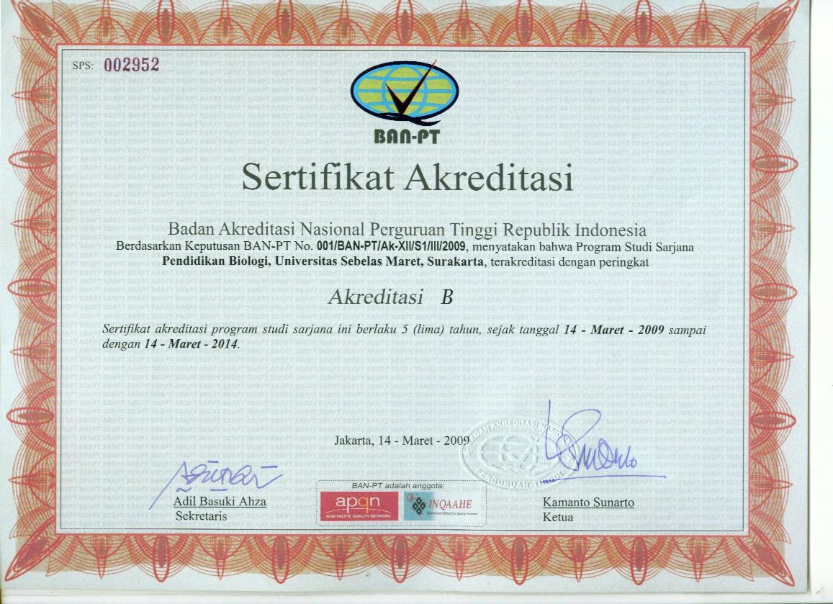 SPS: 002952
BAN-PT
Sertifikat Akreditasi
Badan Akreditasi Nasional Perguruan Tinggi Republik Indonesia
Berdasarkan Keputusan BAN-PT No. 001/BAN-PT/Ak-XII/S1/III/2009, menyatakan bahwa Program Studi Sarjana
Pendidikan Biologi, Universitas Sebelas Maret, Surakarta, terakreditasi dengan peringkat
Akreditasi B
Sertifikat akreditasi program studi sarjana ini berlaku 5 (lima) tahun, sejak tanggal 14 - Maret - 2009 sampai
dengan 14 - Maret - 2014.
Jakarta, 14 - Maret - 2009
Adil Basuki Ahza
Sekretaris
BAN-PT adalah anggota:
apqn
ASIA PACIFIC QUALITY NETWORK
INQAAHE
Kamanto Sunarto
Ketua